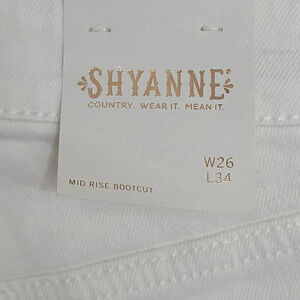 SHYANNE
COUNTRY. WEAR IT. MEAN IT.
W26
L34
MID RISE BOOTCUT